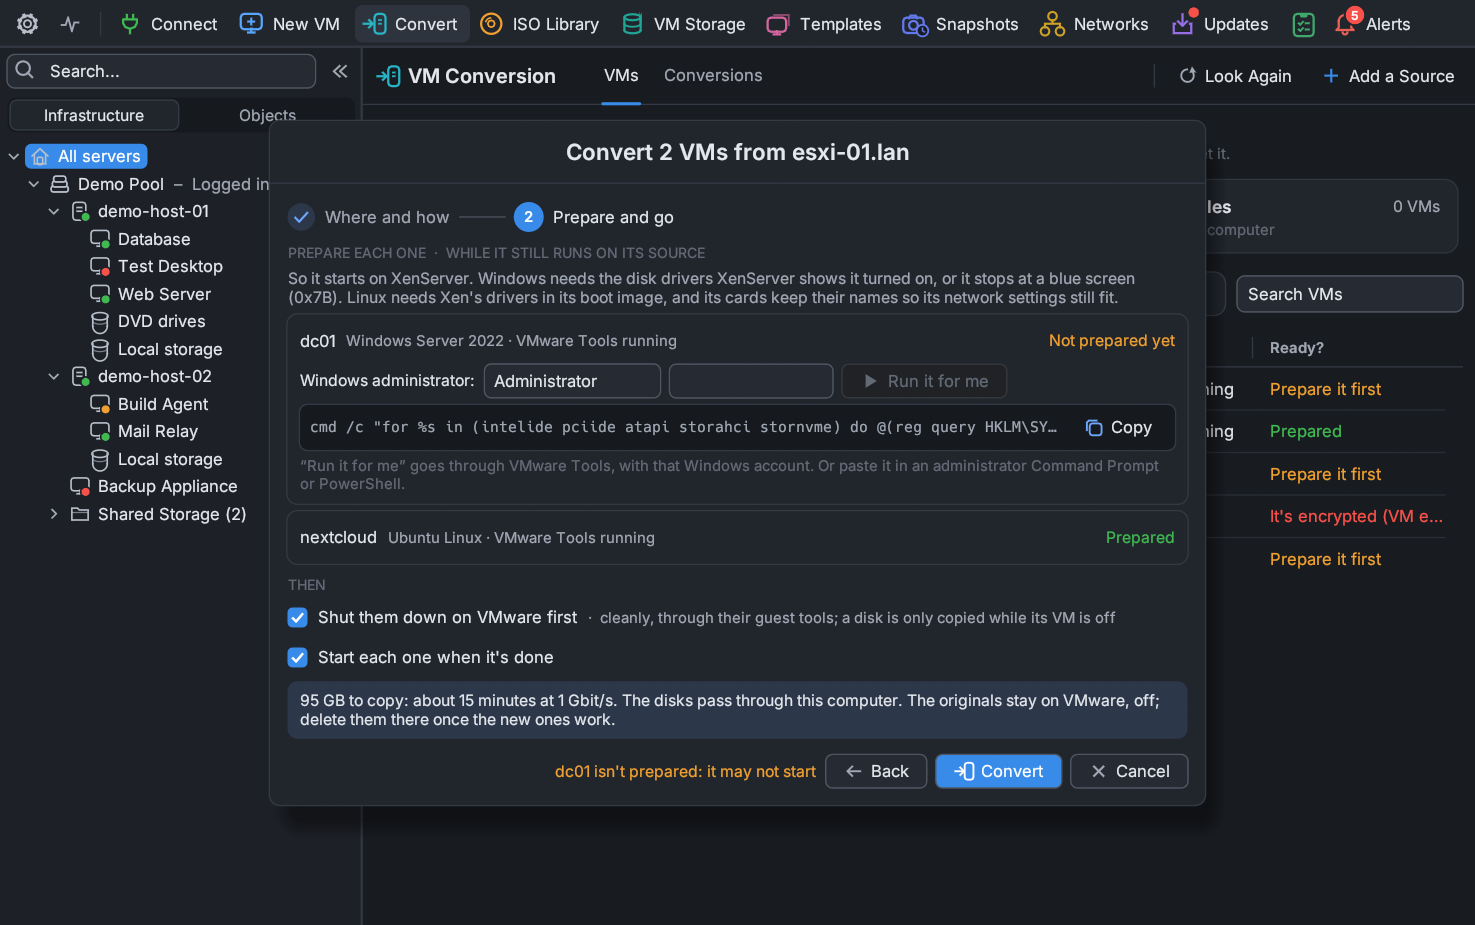 Connect
New VM
Convert
ISO Library
VM Storage
Templates
Snapshots
Networks
Updates
5
Alerts
Search...
VM Conversion
VMs
Conversions
Look Again
Add a Source
Infrastructure
Objects
All servers
Demo Pool – Logged in
demo-host-01
Database
Test Desktop
Web Server
DVD drives
Local storage
demo-host-02
Build Agent
Mail Relay
Local storage
Backup Appliance
Shared Storage (2)
Convert 2 VMs from esxi-01.lan
Where and how
2
Prepare and go
PREPARE EACH ONE · WHILE IT STILL RUNS ON ITS SOURCE
So it starts on XenServer. Windows needs the disk drivers XenServer shows it turned on, or it stops at a blue screen
(0x7B). Linux needs Xen's drivers in its boot image, and its cards keep their names so its network settings still fit.
dc01 Windows Server 2022 · VMware Tools running
Not prepared yet
Windows administrator:
Administrator
Run it for me
cmd /c "for %s in (intelide pciide atapi storahci stornvme) do @(reg query HKLM\SY...
Copy
“Run it for me” goes through VMware Tools, with that Windows account. Or paste it in an administrator Command Prompt
or PowerShell.
nextcloud Ubuntu Linux · VMware Tools running
Prepared
THEN
Shut them down on VMware first · cleanly, through their guest tools; a disk is only copied while its VM is off
Start each one when it's done
95 GB to copy: about 15 minutes at 1 Gbit/s. The disks pass through this computer. The originals stay on VMware, off;
delete them there once the new ones work.
dc01 isn't prepared: it may not start
Back
Convert
Cancel
it.
0 VMs
computer
Search VMs
Ready?
Prepare it first
Prepared
Prepare it first
It's encrypted (VM e...
Prepare it first